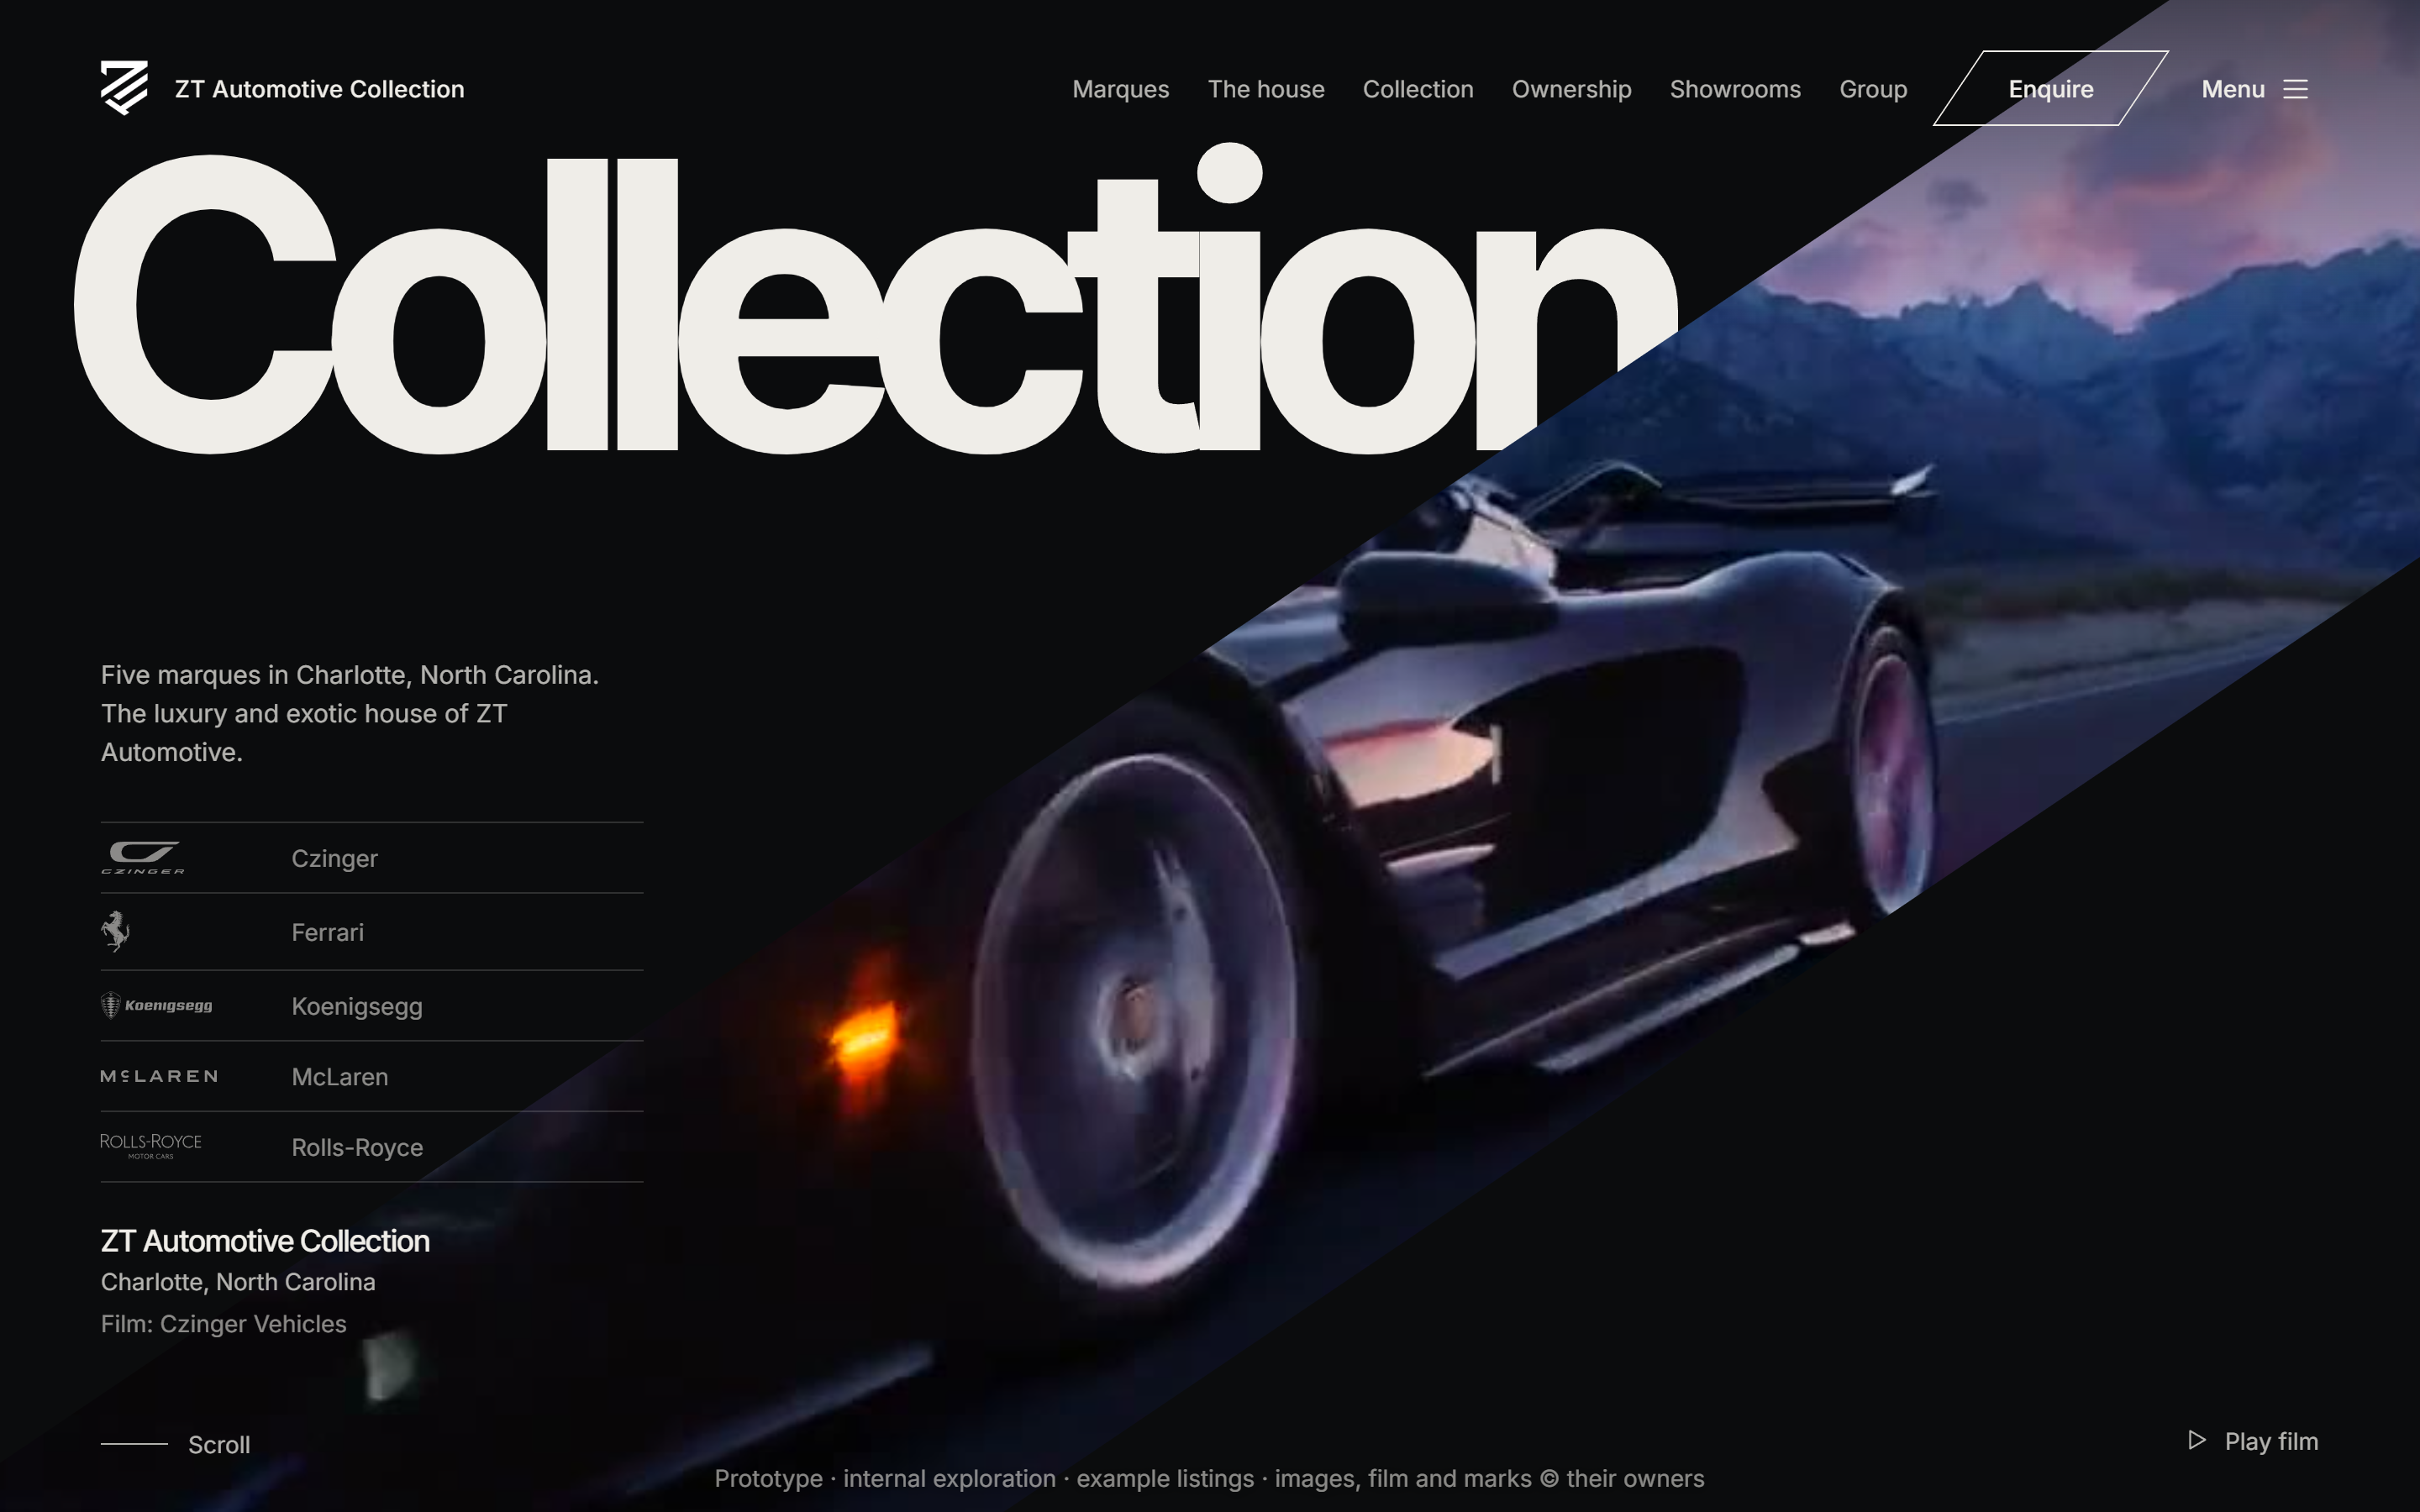 ZT Automotive Collection
Marques
The house
Collection
Ownership
Showrooms
Group
Enquire
Menu
Collection
Five marques in Charlotte, North Carolina.
The luxury and exotic house of ZT
Automotive.
CZINGER
Czinger
Ferrari
Koenigsegg
Koenigsegg
McLAREN
McLaren
ROLLS-ROYCE
MOTOR CARS
Rolls-Royce
ZT Automotive Collection
Charlotte, North Carolina
Film: Czinger Vehicles
Scroll
Play film
Prototype · internal exploration · example listings · images, film and marks © their owners